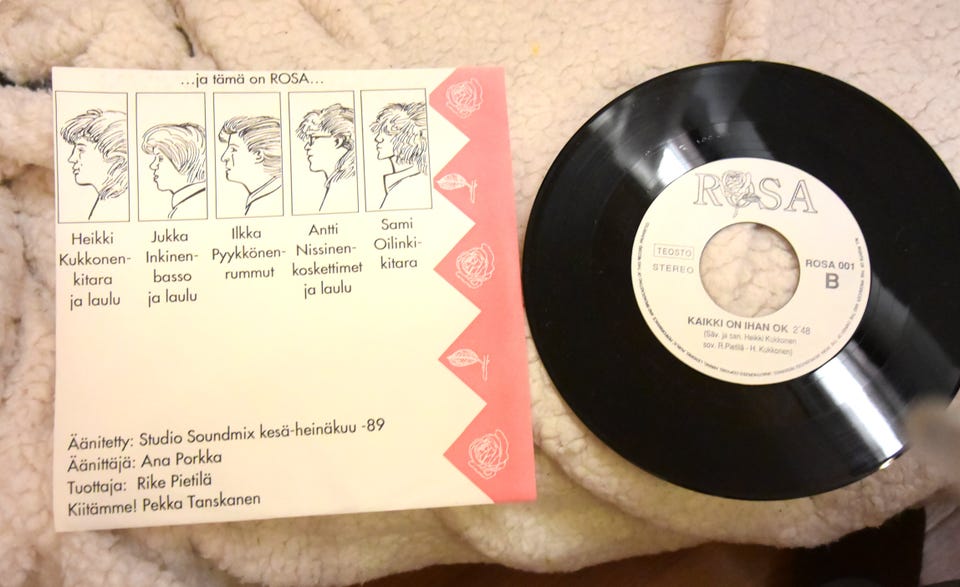 ...ja tämä on ROSA...
Heikki
Kukkonen-
kitara
ja laulu
Jukka
Inkinen-
basso
ja laulu
Ilkka
Pyykkönen-
rummut
Antti
Nissinen-
koskettimet
ja laulu
Sami
Oilinki-
kitara
Äänitetty: Studio Soundmix kesä-heinäkuu -89
Äänittäjä: Ana Porkka
Tuottaja: Rike Pietilä
Kiitämme! Pekka Tanskanen
ROSA
TEOSTO
STEREO
ROSA 001
B
KAIKKI ON IHAN OK 2´48
(Säv. ja san. Heikki Kukkonen
sov. R.Pietilä - H. Kukkonen)